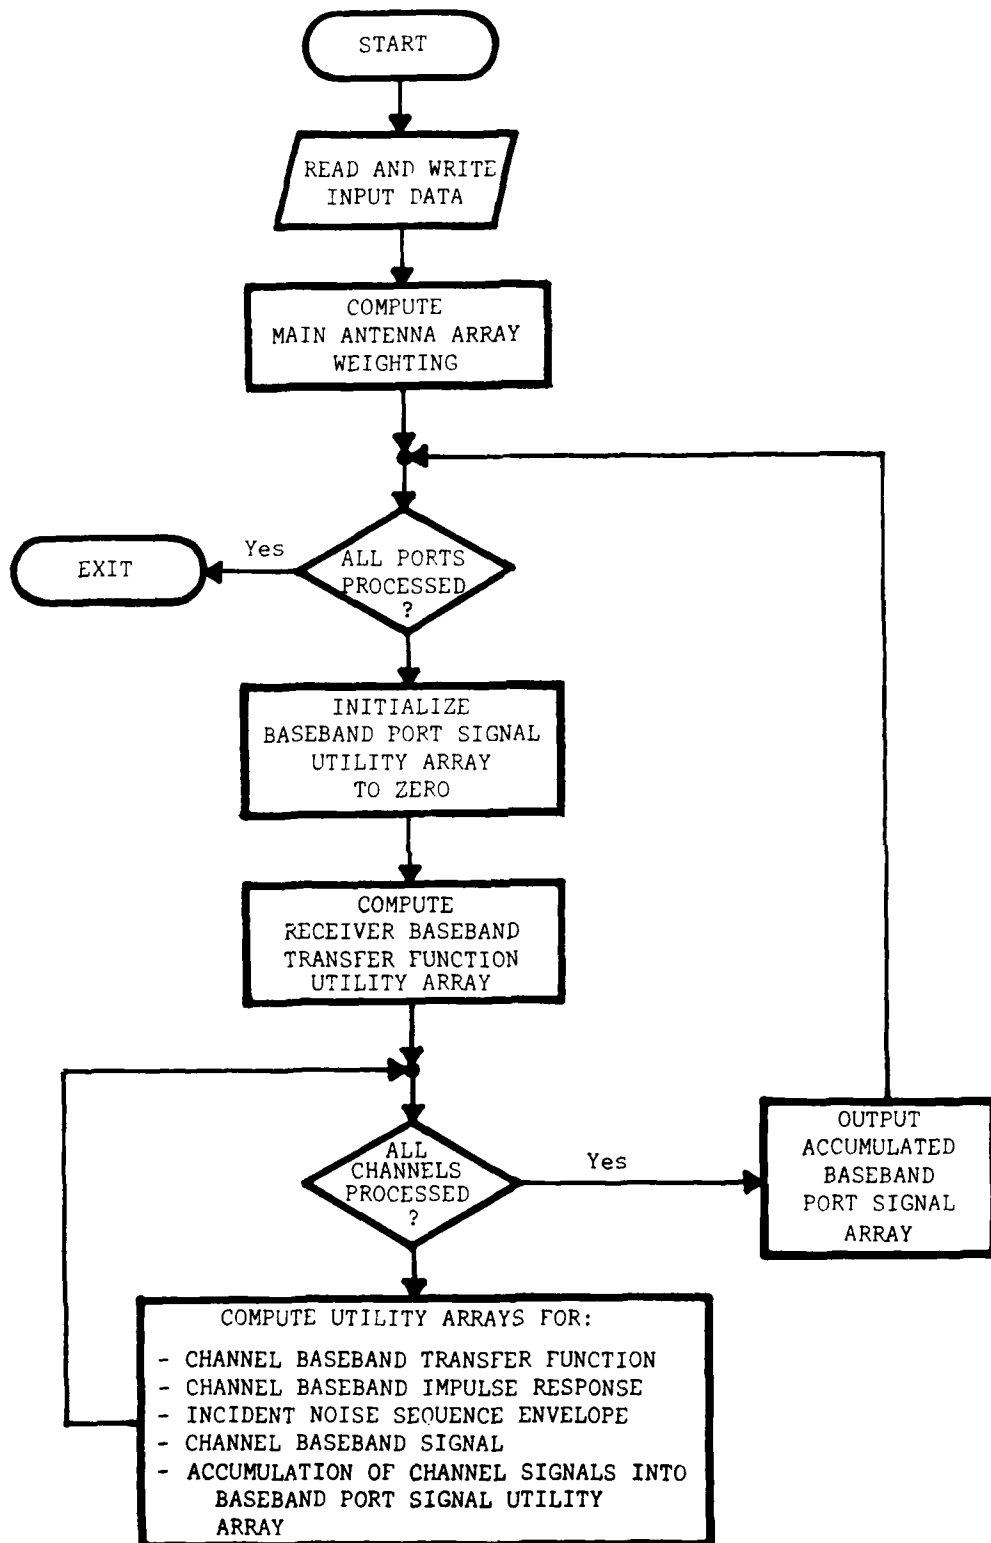 START
READ AND WRITE
INPUT DATA
COMPUTE
MAIN ANTENNA ARRAY
WEIGHTING
Yes
EXIT
ALL PORTS
PROCESSED
?
INITIALIZE
BASEBAND PORT SIGNAL
UTILITY ARRAY
TO ZERO
COMPUTE
RECEIVER BASEBAND
TRANSFER FUNCTION
UTILITY ARRAY
ALL
CHANNELS
PROCESSED
?
Yes
OUTPUT
ACCUMULATED
BASEBAND
PORT SIGNAL
ARRAY
COMPUTE UTILITY ARRAYS FOR:
- CHANNEL BASEBAND TRANSFER FUNCTION
- CHANNEL BASEBAND IMPULSE RESPONSE
- INCIDENT NOISE SEQUENCE ENVELOPE
- CHANNEL BASEBAND SIGNAL
- ACCUMULATION OF CHANNEL SIGNALS INTO
BASEBAND PORT SIGNAL UTILITY
ARRAY